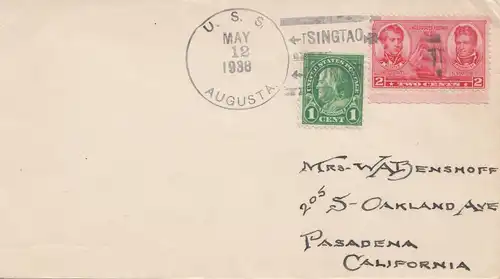 U. S. S.
MAY
12
1938
AUGUSTA.
TSINGTAO
UNITED STATES POSTAGE
1 CENT 1
2 TWO CENTS 2
MRS-WABENSHOFF
205 S-OAKLAND AVE
PASADENA
CALIFORNIA